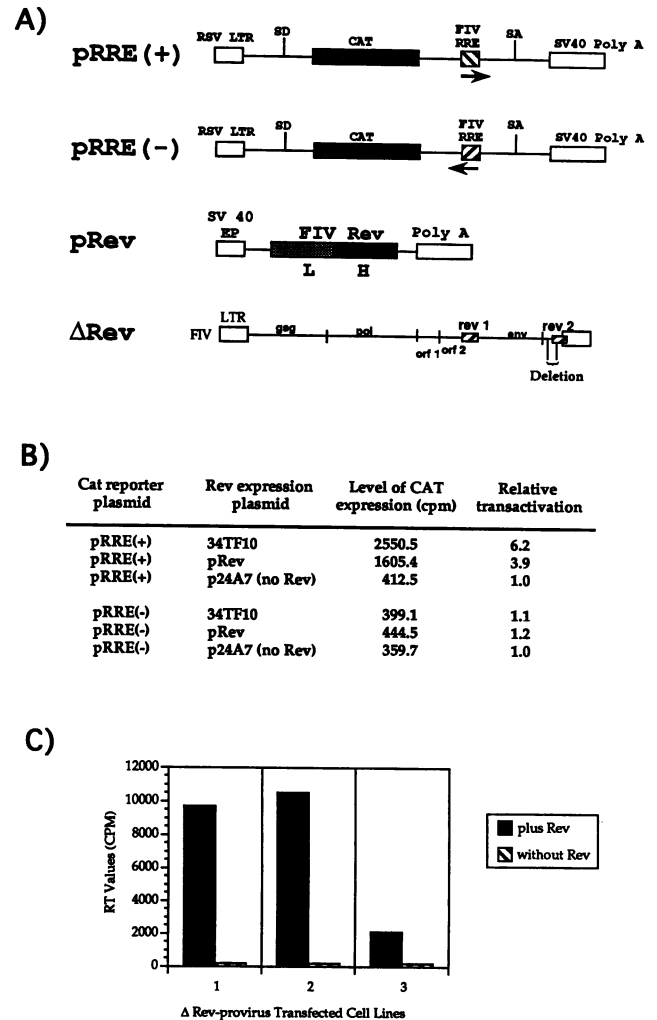 A)
pRRE(+)
RSV LTR SD CAT FIV RRE SA SV40 Poly A
pRRE(-)
RSV LTR SD CAT FIV RRE SA SV40 Poly A
pRev
SV 40 EP FIV Rev Poly A
L H
ΔRev
FIV LTR gag pol orf 1 orf 2 rev 1 env rev 2
Deletion
B)
Cat reporter plasmid Rev expression plasmid Level of CAT expression (cpm) Relative transactivation
pRRE(+) 34TF10 2550.5 6.2
pRRE(+) pRev 1605.4 3.9
pRRE(+) p24A7 (no Rev) 412.5 1.0
pRRE(-) 34TF10 399.1 1.1
pRRE(-) pRev 444.5 1.2
pRRE(-) p24A7 (no Rev) 359.7 1.0
C)
12000
10000
8000
6000
4000
2000
0
RT Values (CPM)
1 2 3
Δ Rev-provirus Transfected Cell Lines
plus Rev
without Rev